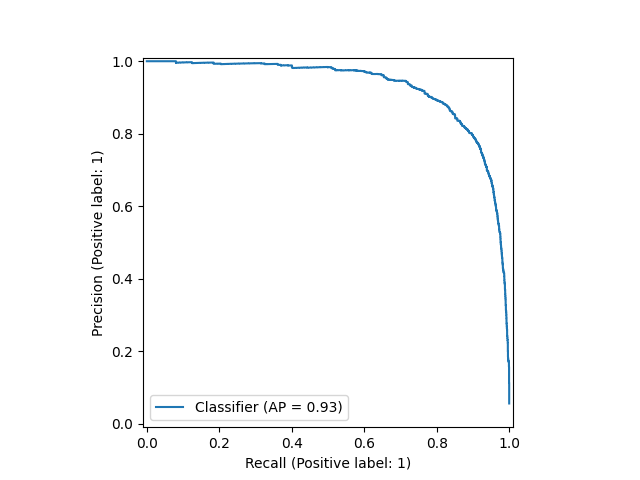 1.0
0.8
0.6
0.4
0.2
0.0
Precision (Positive label: 1)
Classifier (AP = 0.93)
0.0 0.2 0.4 0.6 0.8 1.0
Recall (Positive label: 1)